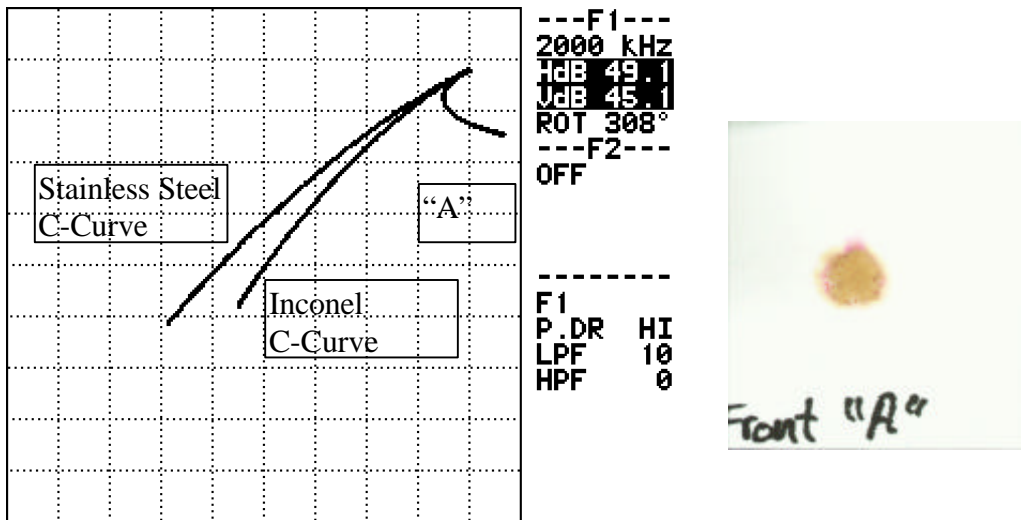 Stainless Steel
C-Curve
“A”
Inconel
C-Curve
---F1---
2000 kHz
HdB 49.1
VdB 45.1
ROT 308°
---F2---
OFF
--------
F1
P.DR HI
LPF 10
HPF 0
Front "A"